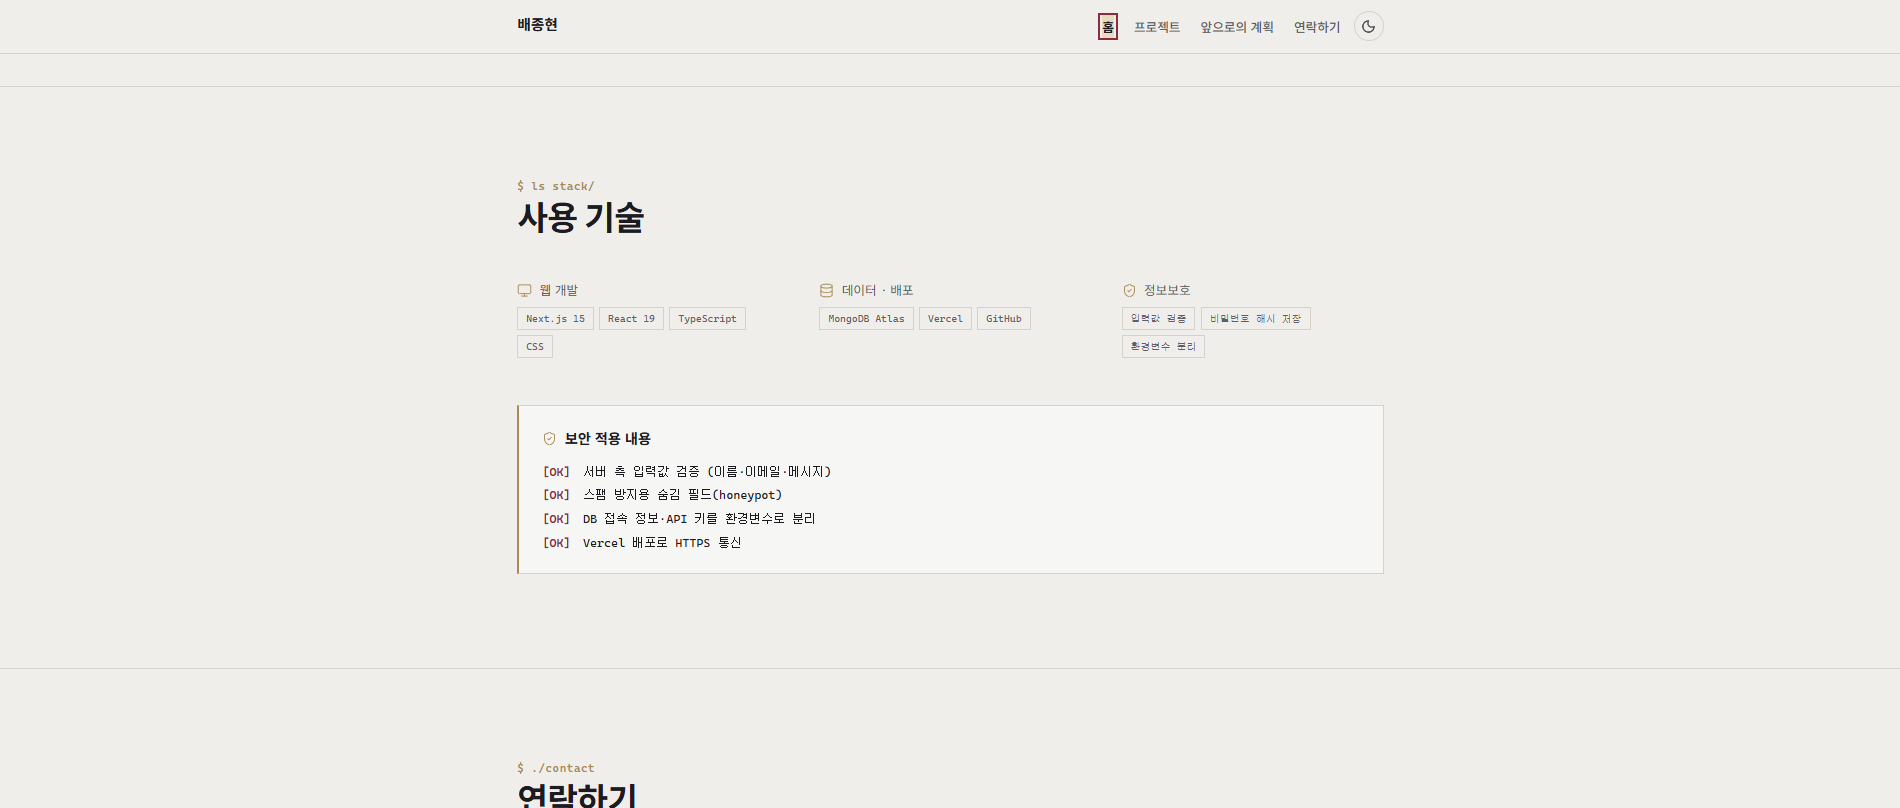 배종현
홈 프로젝트 앞으로의 계획 연락하기
$ ls stack/
사용 기술
웹 개발
Next.js 15 React 19 TypeScript
CSS
데이터 · 배포
MongoDB Atlas Vercel GitHub
정보보호
입력값 검증 비밀번호 해시 저장
환경변수 분리
보안 적용 내용
[OK] 서버 측 입력값 검증 (이름·이메일·메시지)
[OK] 스팸 방지용 숨김 필드(honeypot)
[OK] DB 접속 정보·API 키를 환경변수로 분리
[OK] Vercel 배포로 HTTPS 통신
$ ./contact
연락하기